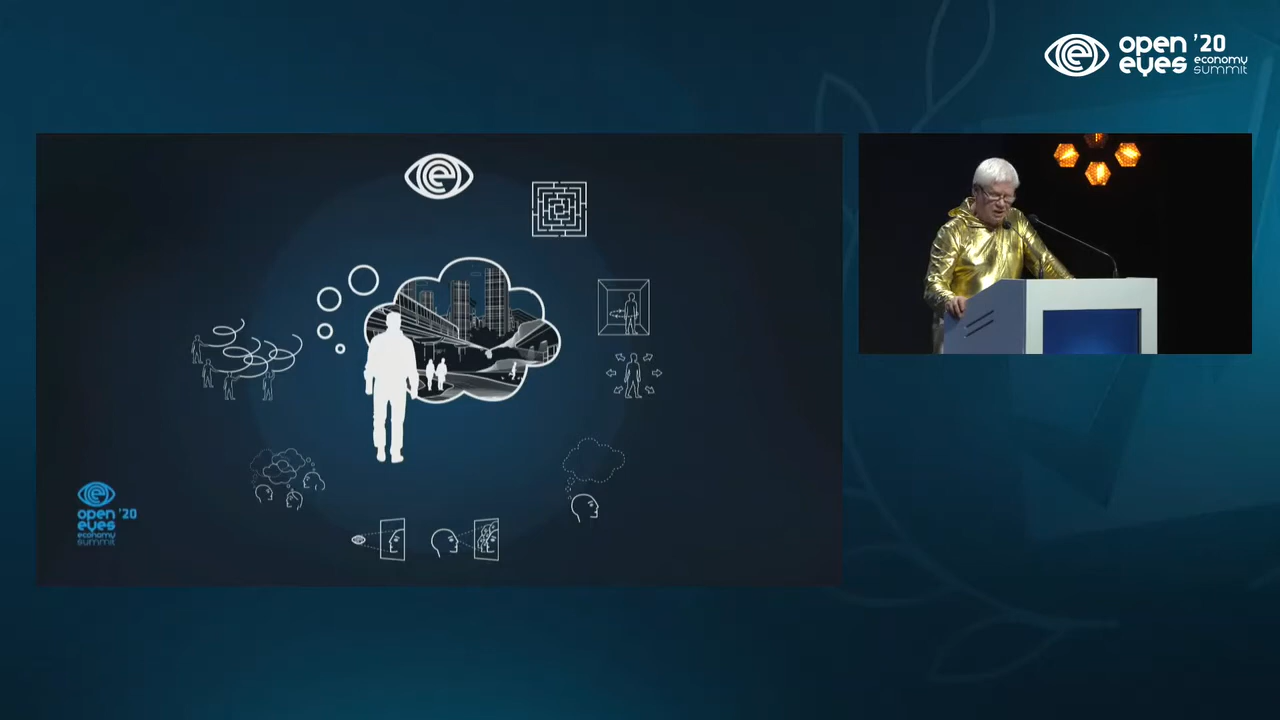 open '20
eyes economy
summit
open '20
eyes
economy
summit